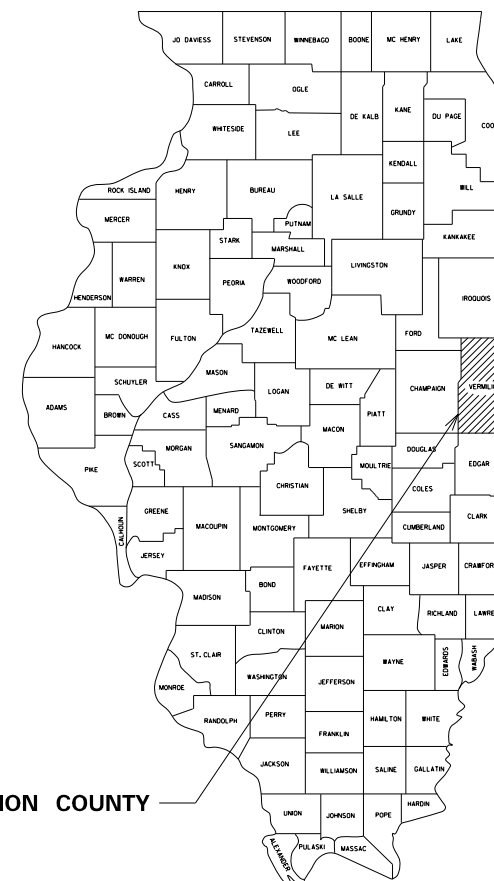 JO DAVIESS STEVENSON WINNEBAGO BOONE MC HENRY LAKE
CARROLL OGLE DE KALB KANE DU PAGE COO
WHITESIDE LEE
KENDALL
ROCK ISLAND HENRY BUREAU LA SALLE GRUNDY WILL
MERCER PUTNAM
STARK MARSHALL KANKAKEE
KNOX LIVINGSTON
HENDERSON WARREN PEORIA WOODFORD IROQUOIS
HANCOCK MC DONOUGH FULTON TAZEWELL MC LEAN FORD
MASON
SCHUYLER LOGAN DE WITT CHAMPAIGN VERMILI
ADAMS BROWN CASS MENARD PIATT
MACON
PIKE SCOTT MORGAN SANGAMON DOUGLAS
MOULTRIE EDGAR
CHRISTIAN COLES
CALHOUN GREENE MACOUPIN MONTGOMERY SHELBY CUMBERLAND CLARK
JERSEY
FAYETTE EFFINGHAM JASPER CRAWFOR
MADISON BOND
CLAY RICHLAND LAWRE
CLINTON MARION
ST. CLAIR WAYNE EDWARDS WABASH
MONROE WASHINGTON JEFFERSON
RANDOLPH PERRY HAMILTON WHITE
FRANKLIN
JACKSON WILLIAMSON SALINE GALLATIN
ION COUNTY
UNION JOHNSON POPE HARDIN
ALEXANDER PULASKI MASSAC